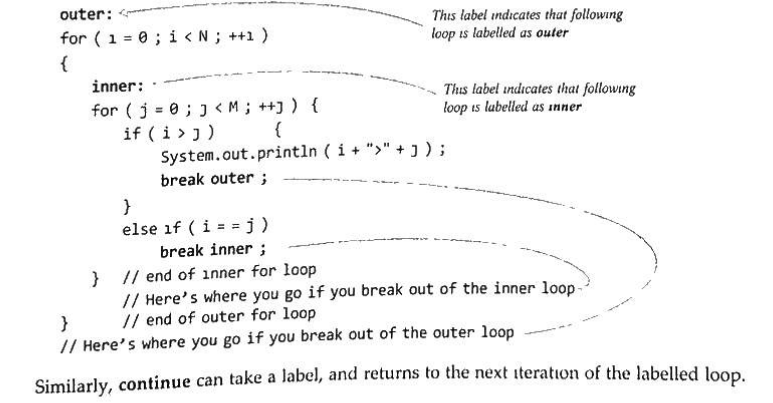 outer:
This label indicates that following
loop is labelled as outer
for ( i = 0 ; i < N ; ++i )
{
inner:
This label indicates that following
loop is labelled as inner
for ( j = 0 ; j < M ; ++j ) {
if ( i > j ) {
System.out.println ( i + ">" + j ) ;
break outer ;
}
else if ( i = = j )
break inner ;
} // end of inner for loop
// Here's where you go if you break out of the inner loop
} // end of outer for loop
// Here's where you go if you break out of the outer loop
Similarly, continue can take a label, and returns to the next iteration of the labelled loop.